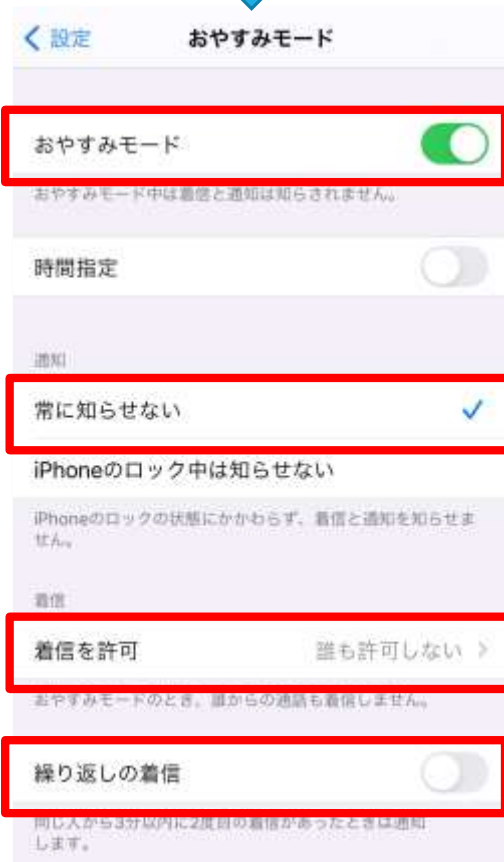 設定 おやすみモード
おやすみモード
おやすみモード中は着信と通知は知らされません。
時間指定
通知
常に知らせない
iPhoneのロック中は知らせない
iPhoneのロックの状態にかかわらず、着信と通知を知らせま
せん。
着信
着信を許可 誰も許可しない
おやすみモードのとき、誰からの通話も着信しません。
繰り返しの着信
同じ人から3分以内に2度目の着信があったときは通知
します。